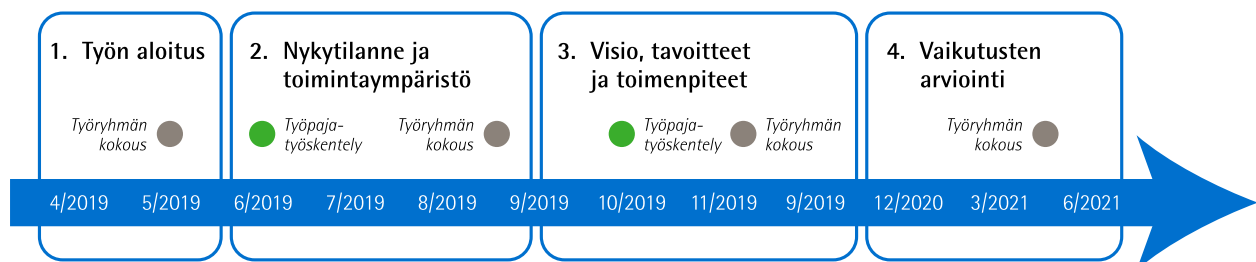 1. Työn aloitus
Työryhmän
kokous
2. Nykytilanne ja
toimintaympäristö
Työpaja-
työskentely
Työryhmän
kokous
3. Visio, tavoitteet
ja toimenpiteet
Työpaja-
työskentely
Työryhmän
kokous
4. Vaikutusten
arviointi
Työryhmän
kokous
4/2019 5/2019 6/2019 7/2019 8/2019 9/2019 10/2019 11/2019 9/2019 12/2020 3/2021 6/2021